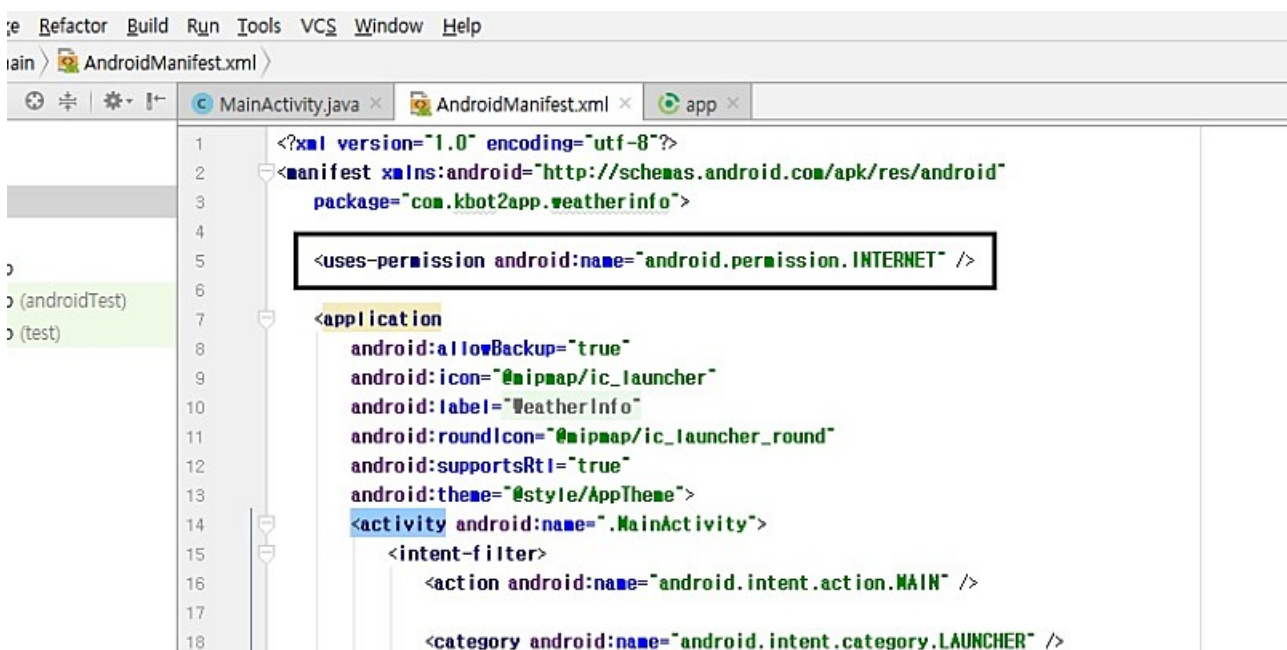 Refactor Build Run Tools VCS Window Help
AndroidManifest.xml
MainActivity.java AndroidManifest.xml app
(androidTest)
(test)
1 <?xml version="1.0" encoding="utf-8"?>
2 <manifest xmlns:android="http://schemas.android.com/apk/res/android"
3 package="com.kbot2app.weatherinfo">
4
5 <uses-permission android:name="android.permission.INTERNET" />
6
7 <application
8 android:allowBackup="true"
9 android:icon="@mipmap/ic_launcher"
10 android:label="WeatherInfo"
11 android:roundIcon="@mipmap/ic_launcher_round"
12 android:supportsRtl="true"
13 android:theme="@style/AppTheme">
14 <activity android:name=".MainActivity">
15 <intent-filter>
16 <action android:name="android.intent.action.MAIN" />
17
18 <category android:name="android.intent.category.LAUNCHER" />